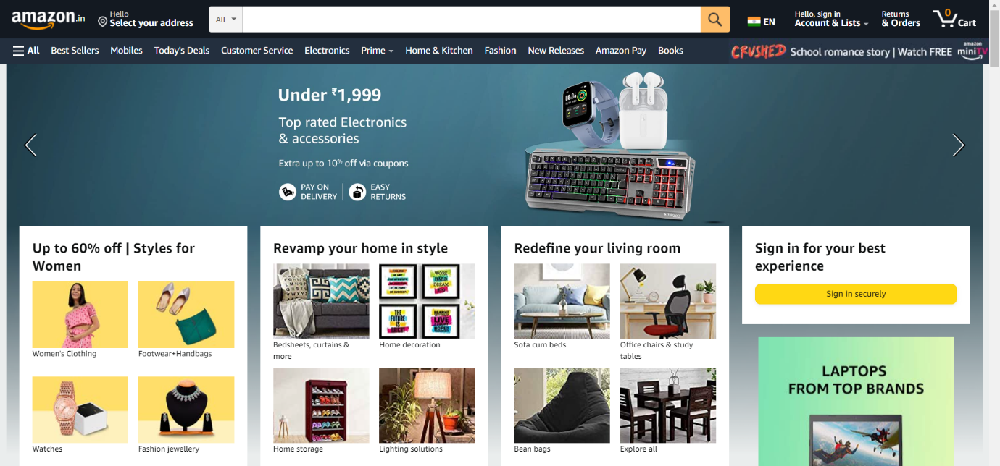 amazon.in
Hello
Select your address
All
EN
Hello, sign in
Account & Lists
Returns
& Orders
0
Cart
All
Best Sellers
Mobiles
Today's Deals
Customer Service
Electronics
Prime
Home & Kitchen
Fashion
New Releases
Amazon Pay
Books
CRUSHED
School romance story | Watch FREE
amazon
miniTV
Under ₹1,999
Top rated Electronics
& accessories
Extra up to 10% off via coupons
PAY ON
DELIVERY
EASY
RETURNS
08:36
Up to 60% off | Styles for
Women
Women's Clothing
Footwear+Handbags
Watches
Fashion jewellery
Revamp your home in style
WORK
HARD
DREAM
BIG
THE
FUTURE
IS
BRIGHT
Bedsheets, curtains &
more
Home decoration
Home storage
Lighting solutions
Redefine your living room
Sofa cum beds
Office chairs & study
tables
Bean bags
Explore all
Sign in for your best
experience
Sign in securely
LAPTOPS
FROM TOP BRANDS